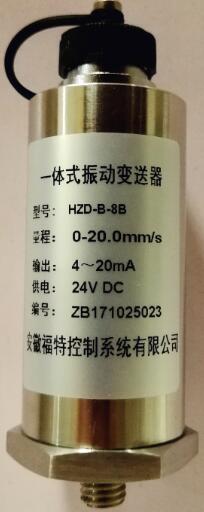 一体式振动变送器
型号： HZD-B-8B
量程： 0-20.0mm/s
输出： 4～20mA
供电： 24V DC
编号： ZB171025023
安徽福特控制系统有限公司